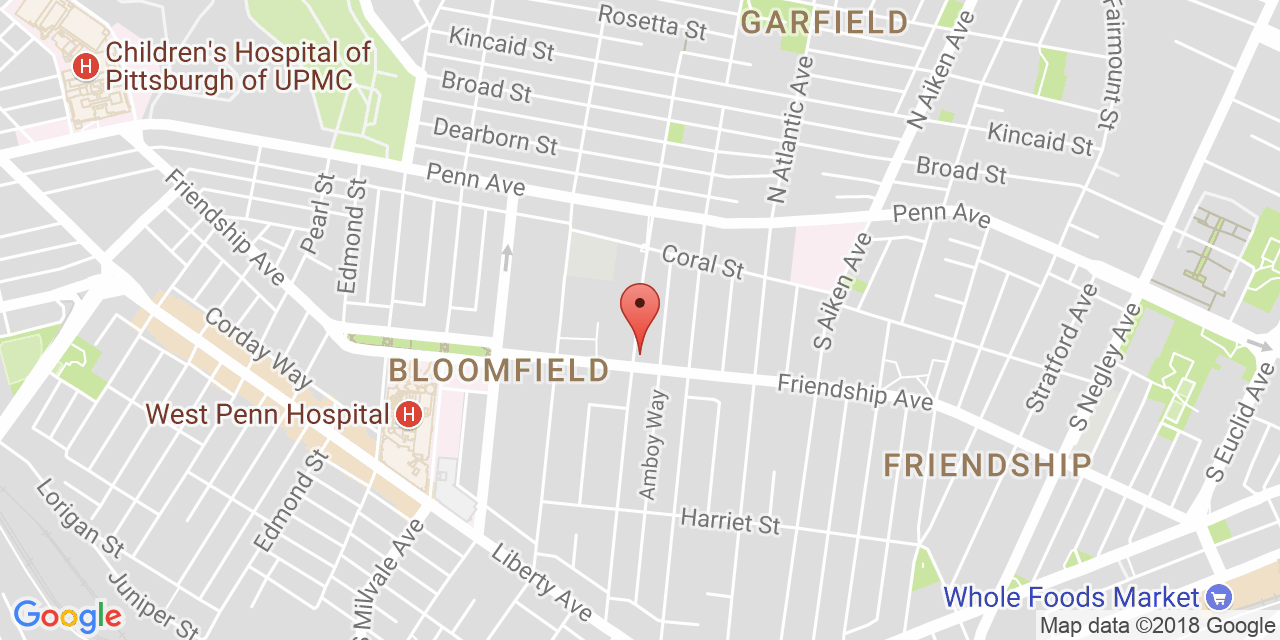 Rosetta St
GARFIELD
Kincaid St
Children's Hospital of
Pittsburgh of UPMC
H
Broad St
N Aiken Ave
Fairmount St
N Atlantic Ave
Dearborn St
Kincaid St
Broad St
Penn Ave
Penn Ave
Friendship Ave
Pearl St
Edmond St
Coral St
S Aiken Ave
Corday Way
Stratford Ave
S Negley Ave
BLOOMFIELD
Friendship Ave
West Penn Hospital
H
Amboy Way
S Euclid Ave
FRIENDSHIP
Edmond St
Lorigan St
Harriet St
S Millvale Ave
Liberty Ave
Juniper St
Whole Foods Market
Google
Map data ©2018 Google